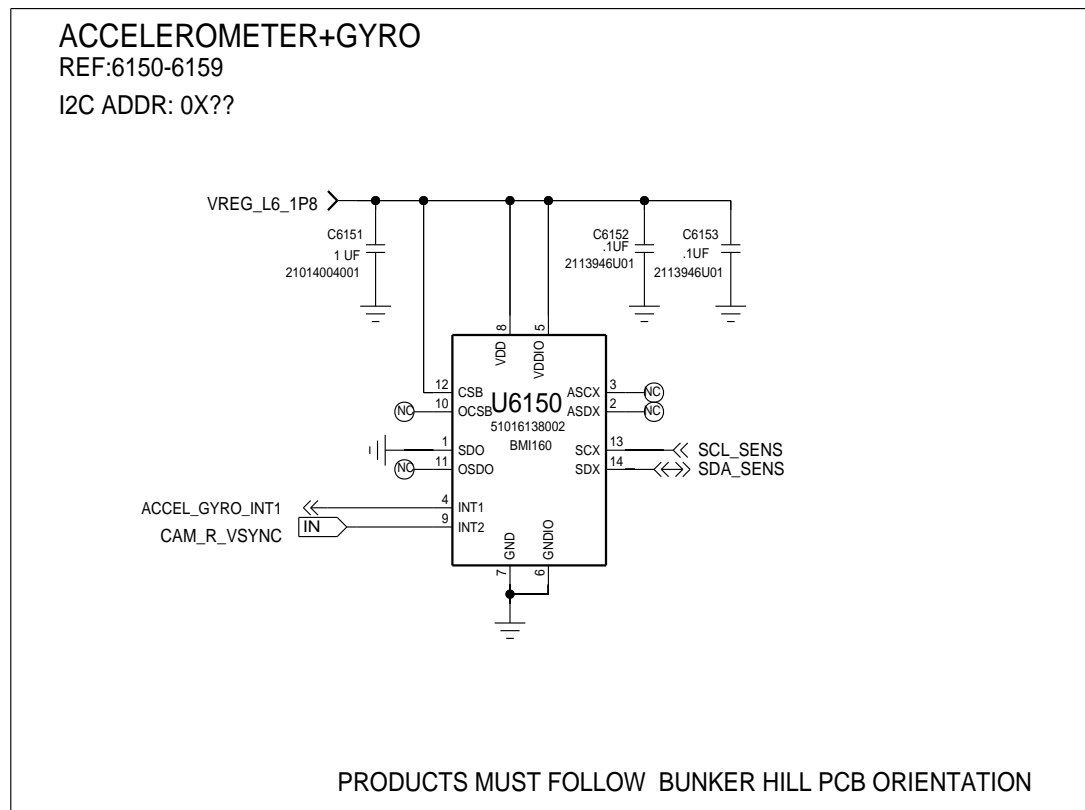 ACCELEROMETER+GYRO
REF:6150-6159
I2C ADDR: 0X??
VREG_L6_1P8
C6151
1 UF
21014004001
C6152
.1UF
2113946U01
C6153
.1UF
2113946U01
8
5
VDD
VDDIO
12
CSB
10
NC
OCSB
1
SDO
11
NC
OSDO
U6150
51016138002
BMI160
ASCX
3
NC
ASDX
2
NC
SCX
13
SCL_SENS
SDX
14
SDA_SENS
ACCEL_GYRO_INT1
4
INT1
CAM_R_VSYNC
IN
9
INT2
GND
GNDIO
7
6
PRODUCTS MUST FOLLOW BUNKER HILL PCB ORIENTATION